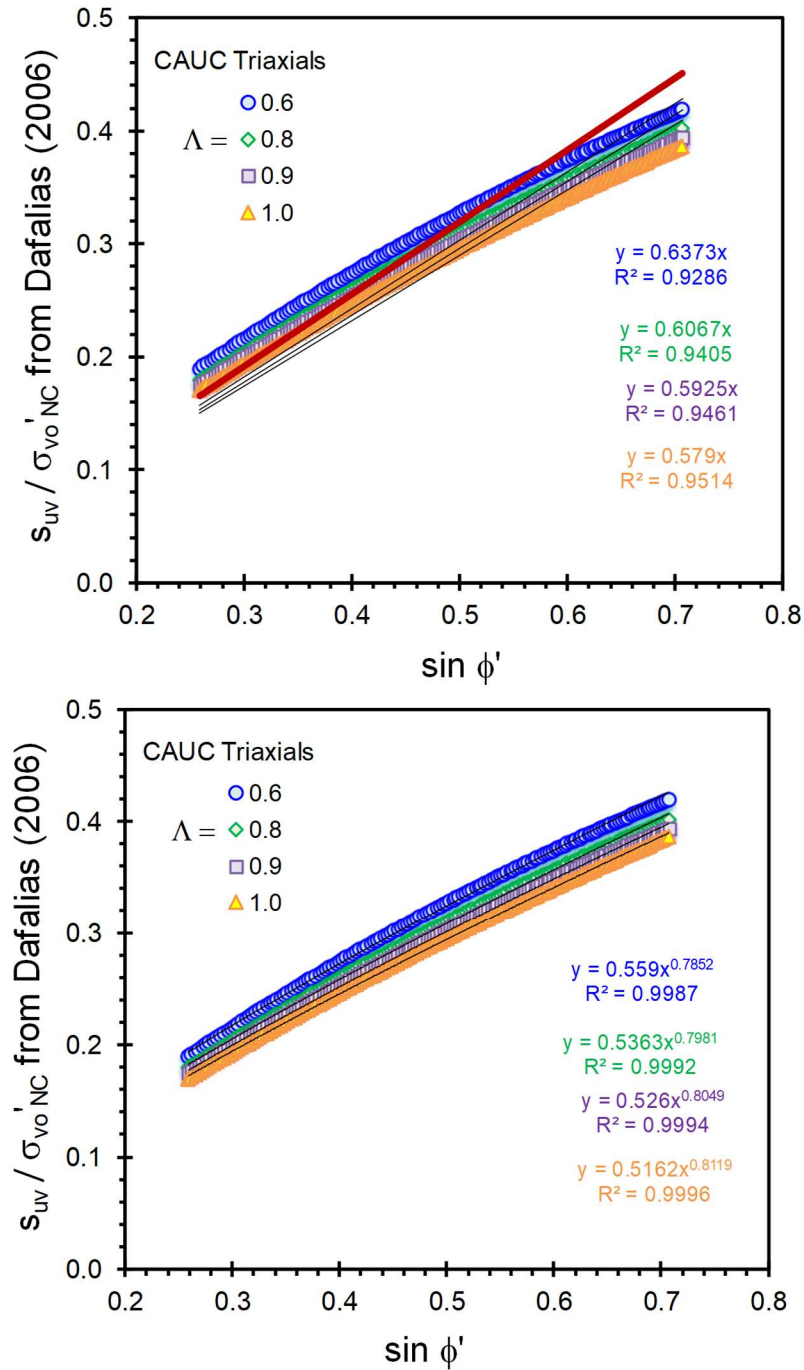 0.5
CAUC Triaxials
0.6
Λ = 0.8
0.9
1.0
0.4
0.3
0.2
0.1
0.0
s_uv / σ_vo'_NC from Dafalias (2006)
y = 0.6373x
R² = 0.9286
y = 0.6067x
R² = 0.9405
y = 0.5925x
R² = 0.9461
y = 0.579x
R² = 0.9514
0.2 0.3 0.4 0.5 0.6 0.7 0.8
sin ϕ'
0.5
CAUC Triaxials
0.6
Λ = 0.8
0.9
1.0
0.4
0.3
0.2
0.1
0.0
s_uv / σ_vo'_NC from Dafalias (2006)
y = 0.559x^0.7852
R² = 0.9987
y = 0.5363x^0.7981
R² = 0.9992
y = 0.526x^0.8049
R² = 0.9994
y = 0.5162x^0.8119
R² = 0.9996
0.2 0.3 0.4 0.5 0.6 0.7 0.8
sin ϕ'